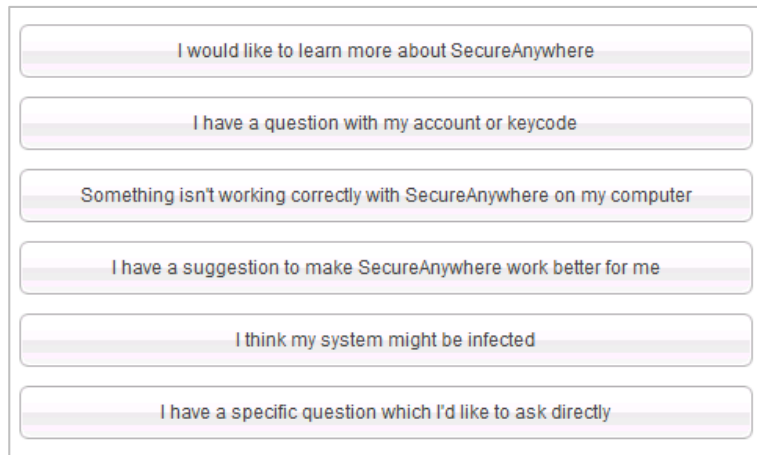 I would like to learn more about SecureAnywhere
I have a question with my account or keycode
Something isn't working correctly with SecureAnywhere on my computer
I have a suggestion to make SecureAnywhere work better for me
I think my system might be infected
I have a specific question which I'd like to ask directly